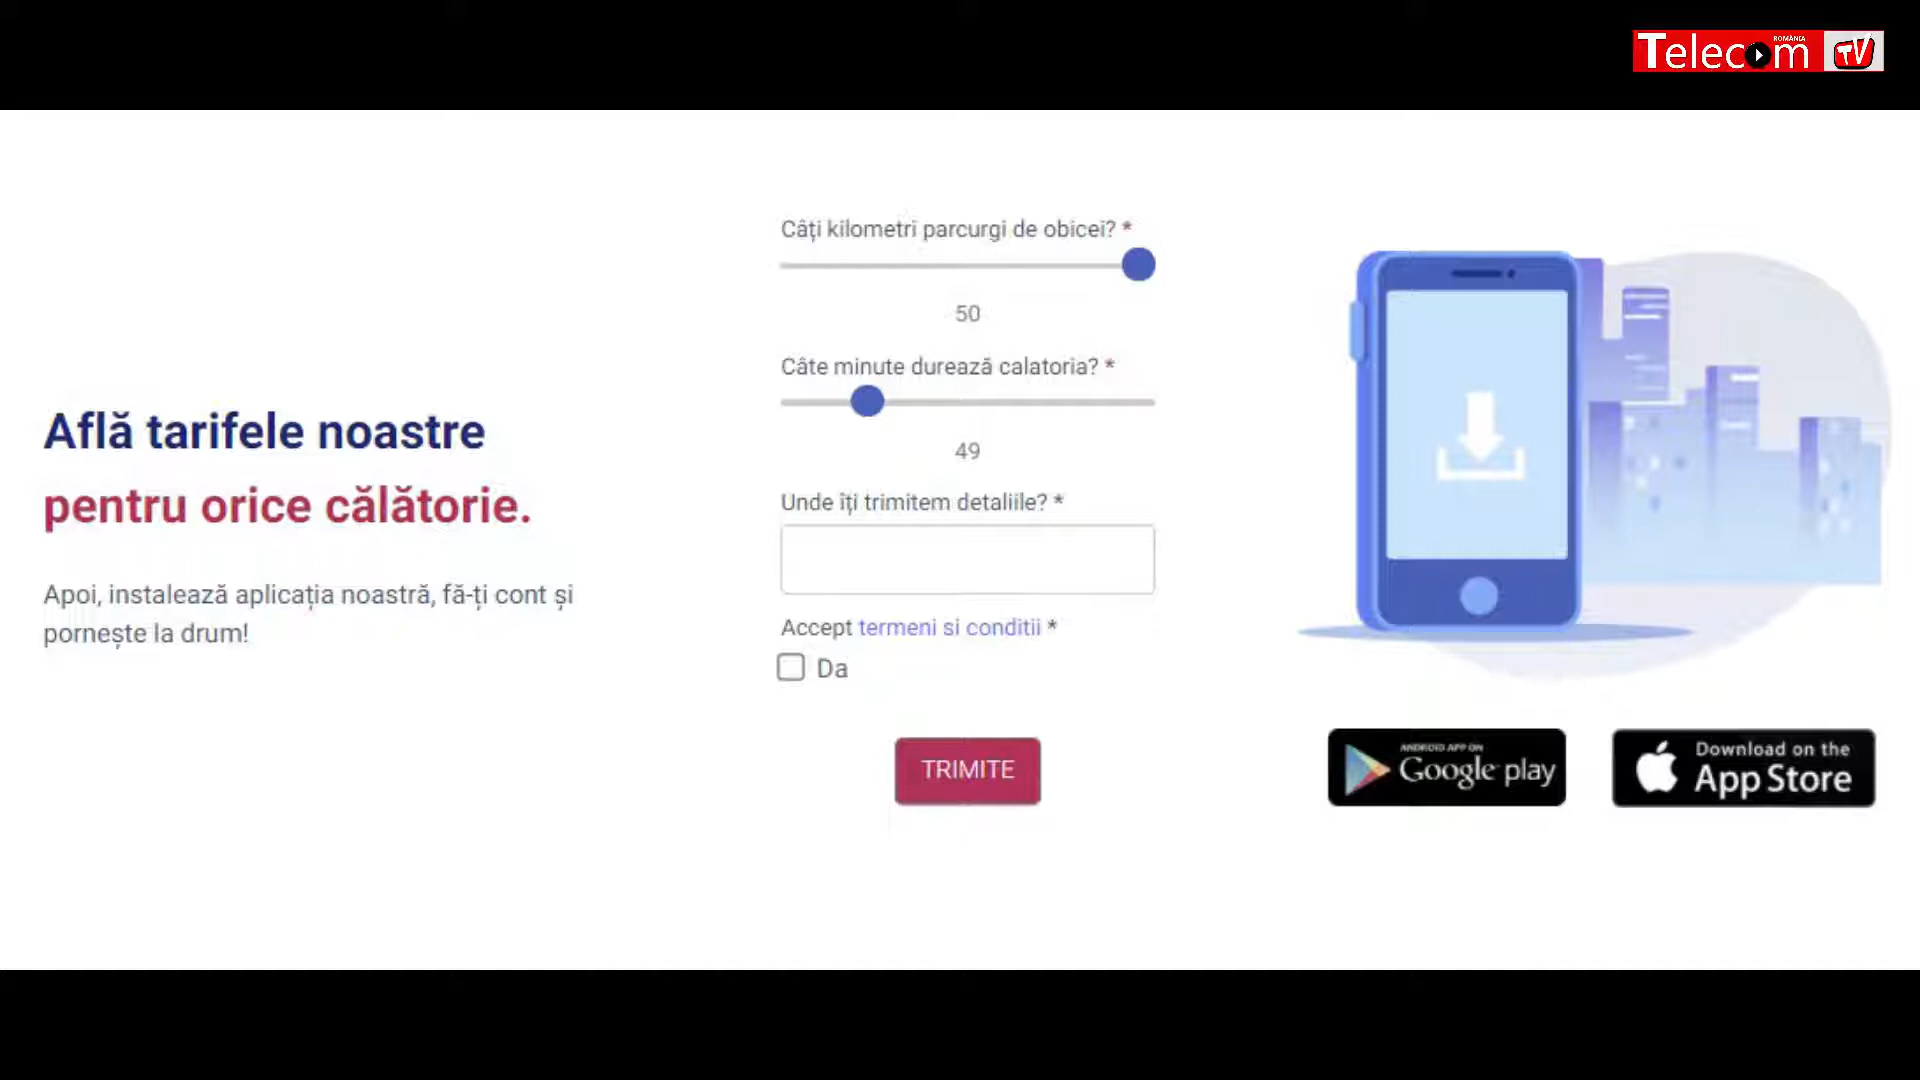 Telecom
ROMÂNIA
TV
Află tarifele noastre
pentru orice călătorie.
Apoi, instalează aplicația noastră, fă-ți cont și
pornește la drum!
Câți kilometri parcurgi de obicei? *
50
Câte minute durează calatoria? *
49
Unde îți trimitem detaliile? *
Accept termeni si conditii *
Da
TRIMITE
ANDROID APP ON
Google play
Download on the
App Store